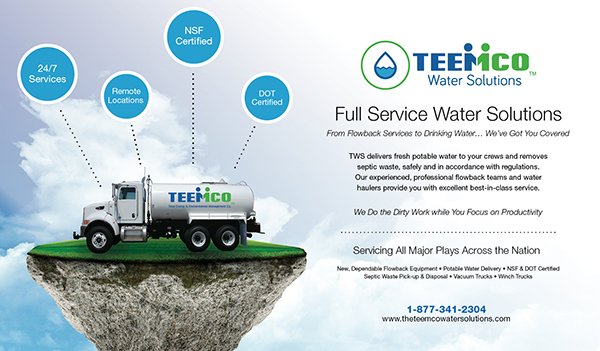 NSF
Certified
24/7
Services
Remote
Locations
DOT
Certified
TEEMCO
TEEMCO
Water Solutions
TM
Full Service Water Solutions
From Flowback Services to Drinking Water... We've Got You Covered
TWS delivers fresh potable water to your crews and removes
septic waste, safely and in accordance with regulations.
Our experienced, professional flowback teams and water
haulers provide you with excellent best-in-class service.
We Do the Dirty Work while You Focus on Productivity
Servicing All Major Plays Across the Nation
New, Dependable Flowback Equipment • Potable Water Delivery • NSF & DOT Certified
Septic Waste Pick-up & Disposal • Vacuum Trucks • Winch Trucks
1-877-341-2304
www.theteemcowatersolutions.com